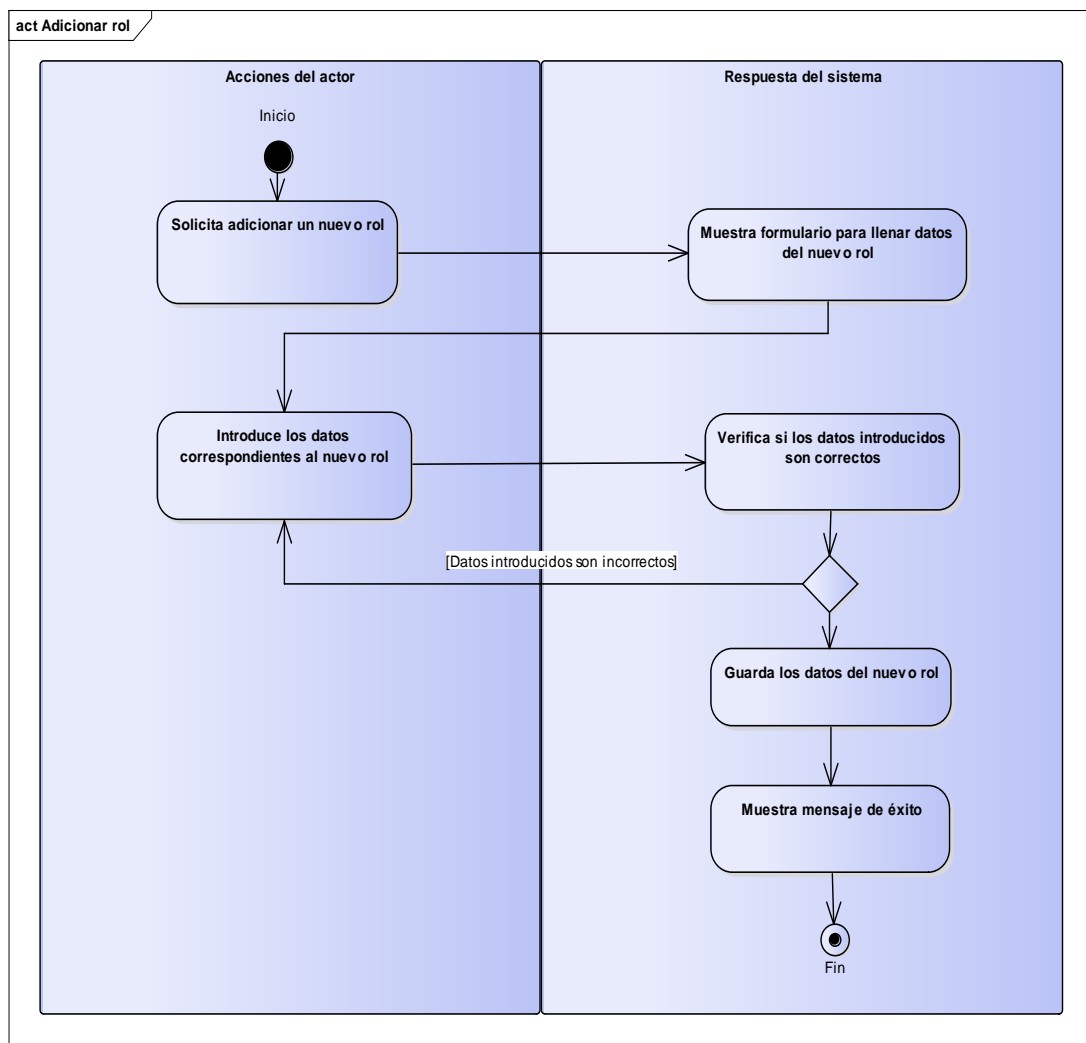 act Adicionar rol
Acciones del actor
Respuesta del sistema
Inicio
Solicita adicionar un nuevo rol
Muestra formulario para llenar datos
del nuevo rol
Introduce los datos
correspondientes al nuevo rol
Verifica si los datos introducidos
son correctos
[Datos introducidos son incorrectos]
Guarda los datos del nuevo rol
Muestra mensaje de éxito
Fin